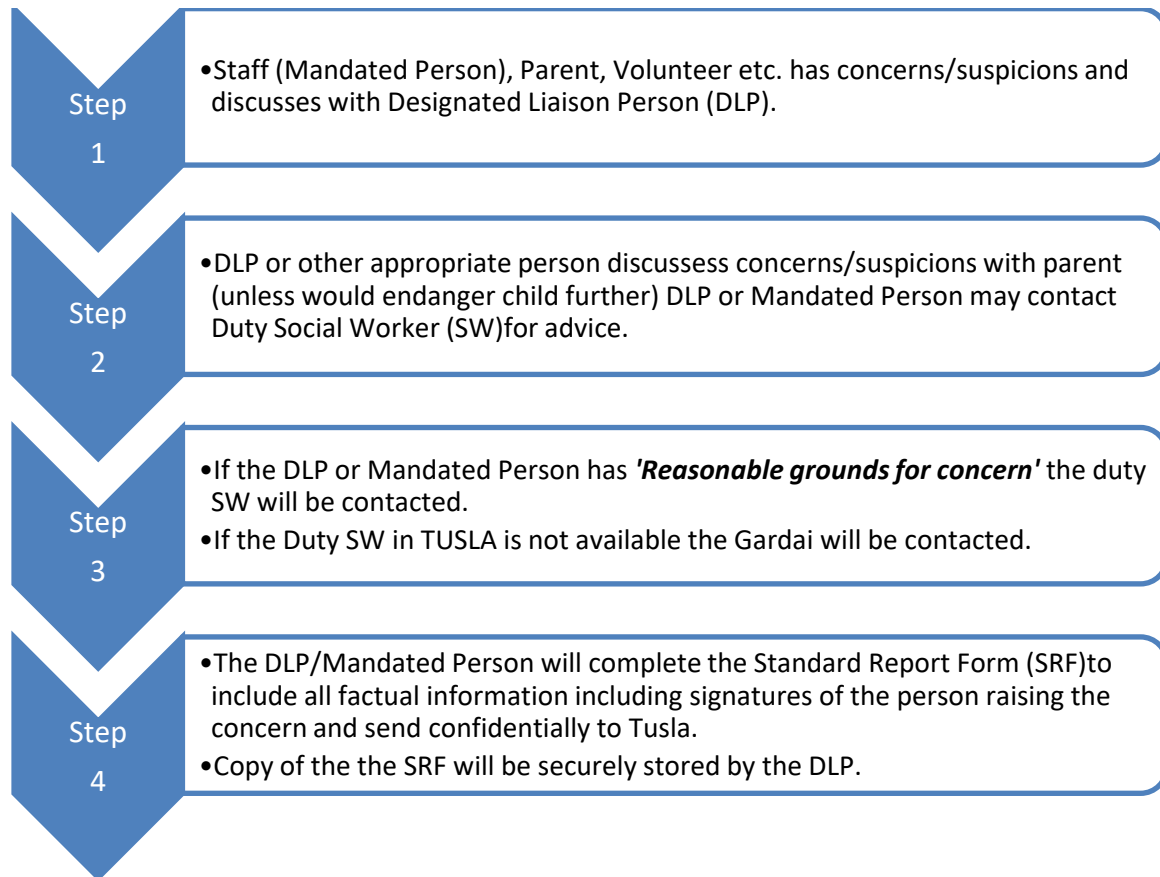 Step
1
•Staff (Mandated Person), Parent, Volunteer etc. has concerns/suspicions and
discusses with Designated Liaison Person (DLP).
Step
2
•DLP or other appropriate person discussess concerns/suspicions with parent
(unless would endanger child further) DLP or Mandated Person may contact
Duty Social Worker (SW)for advice.
Step
3
•If the DLP or Mandated Person has 'Reasonable grounds for concern' the duty
SW will be contacted.
•If the Duty SW in TUSLA is not available the Gardai will be contacted.
Step
4
•The DLP/Mandated Person will complete the Standard Report Form (SRF)to
include all factual information including signatures of the person raising the
concern and send confidentially to Tusla.
•Copy of the the SRF will be securely stored by the DLP.